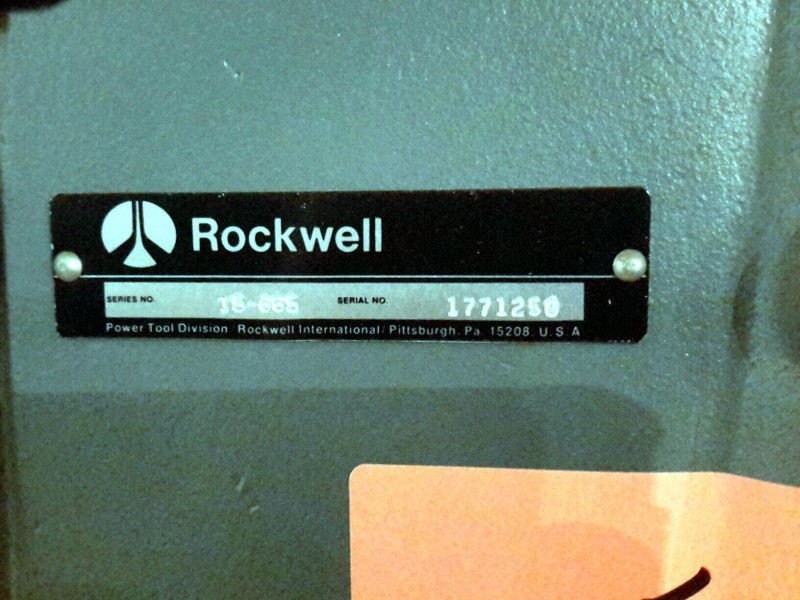 Rockwell
SERIES NO. 15-665 SERIAL NO. 1771250
Power Tool Division / Rockwell International / Pittsburgh. Pa. 15208. U.S.A